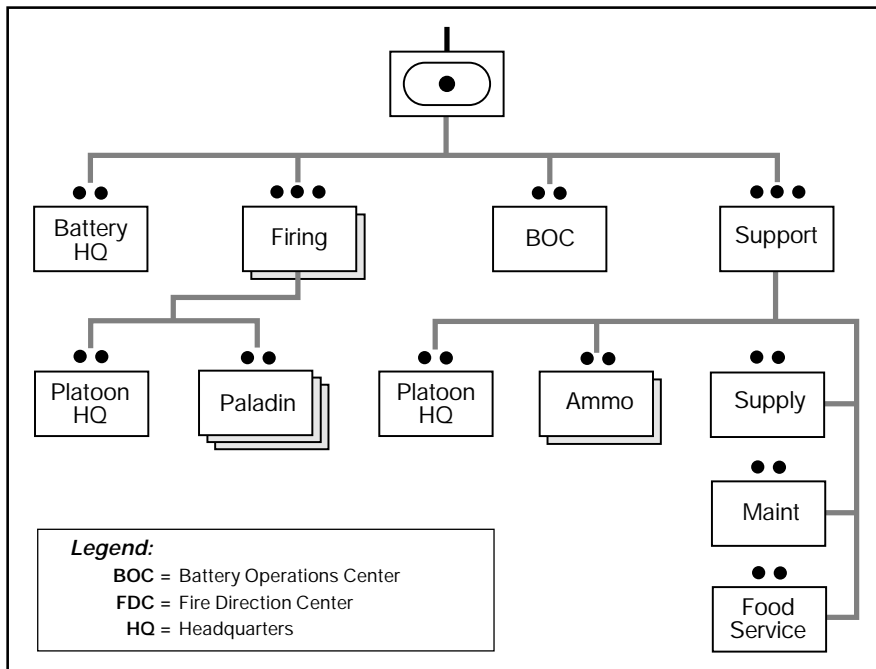 Battery
HQ
Firing
BOC
Support
Platoon
HQ
Paladin
Platoon
HQ
Ammo
Supply
Maint
Food
Service
Legend:
BOC = Battery Operations Center
FDC = Fire Direction Center
HQ = Headquarters